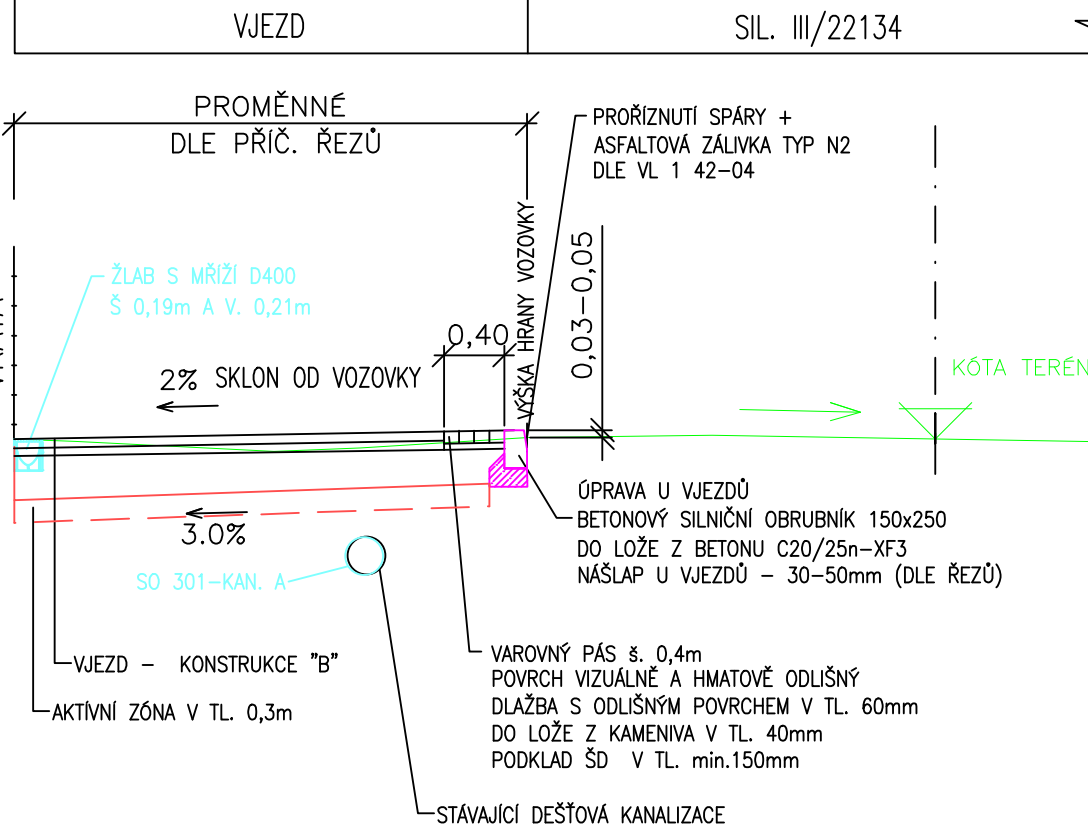 VJEZD
SIL. III/22134
PROMĚNNÉ
DLE PŘÍČ. ŘEZŮ
PROŘÍZNUTÍ SPÁRY +
ASFALTOVÁ ZÁLIVKA TYP N2
DLE VL 1 42-04
VÝŠKA HRANY VOZOVKY
0,03-0,05
ŽLAB S MŘÍŽÍ D400
Š 0,19m A V. 0,21m
0,40
2% SKLON OD VOZOVKY
KÓTA TERÉN
3.0%
ÚPRAVA U VJEZDŮ
BETONOVÝ SILNIČNÍ OBRUBNÍK 150x250
DO LOŽE Z BETONU C20/25n-XF3
NÁŠLAP U VJEZDŮ - 30-50mm (DLE ŘEZŮ)
SO 301-KAN. A
VJEZD - KONSTRUKCE "B"
AKTÍVNÍ ZÓNA V TL. 0,3m
VAROVNÝ PÁS š. 0,4m
POVRCH VIZUÁLNĚ A HMATOVĚ ODLIŠNÝ
DLAŽBA S ODLIŠNÝM POVRCHEM V TL. 60mm
DO LOŽE Z KAMENIVA V TL. 40mm
PODKLAD ŠD V TL. min.150mm
STÁVAJÍCÍ DEŠŤOVÁ KANALIZACE